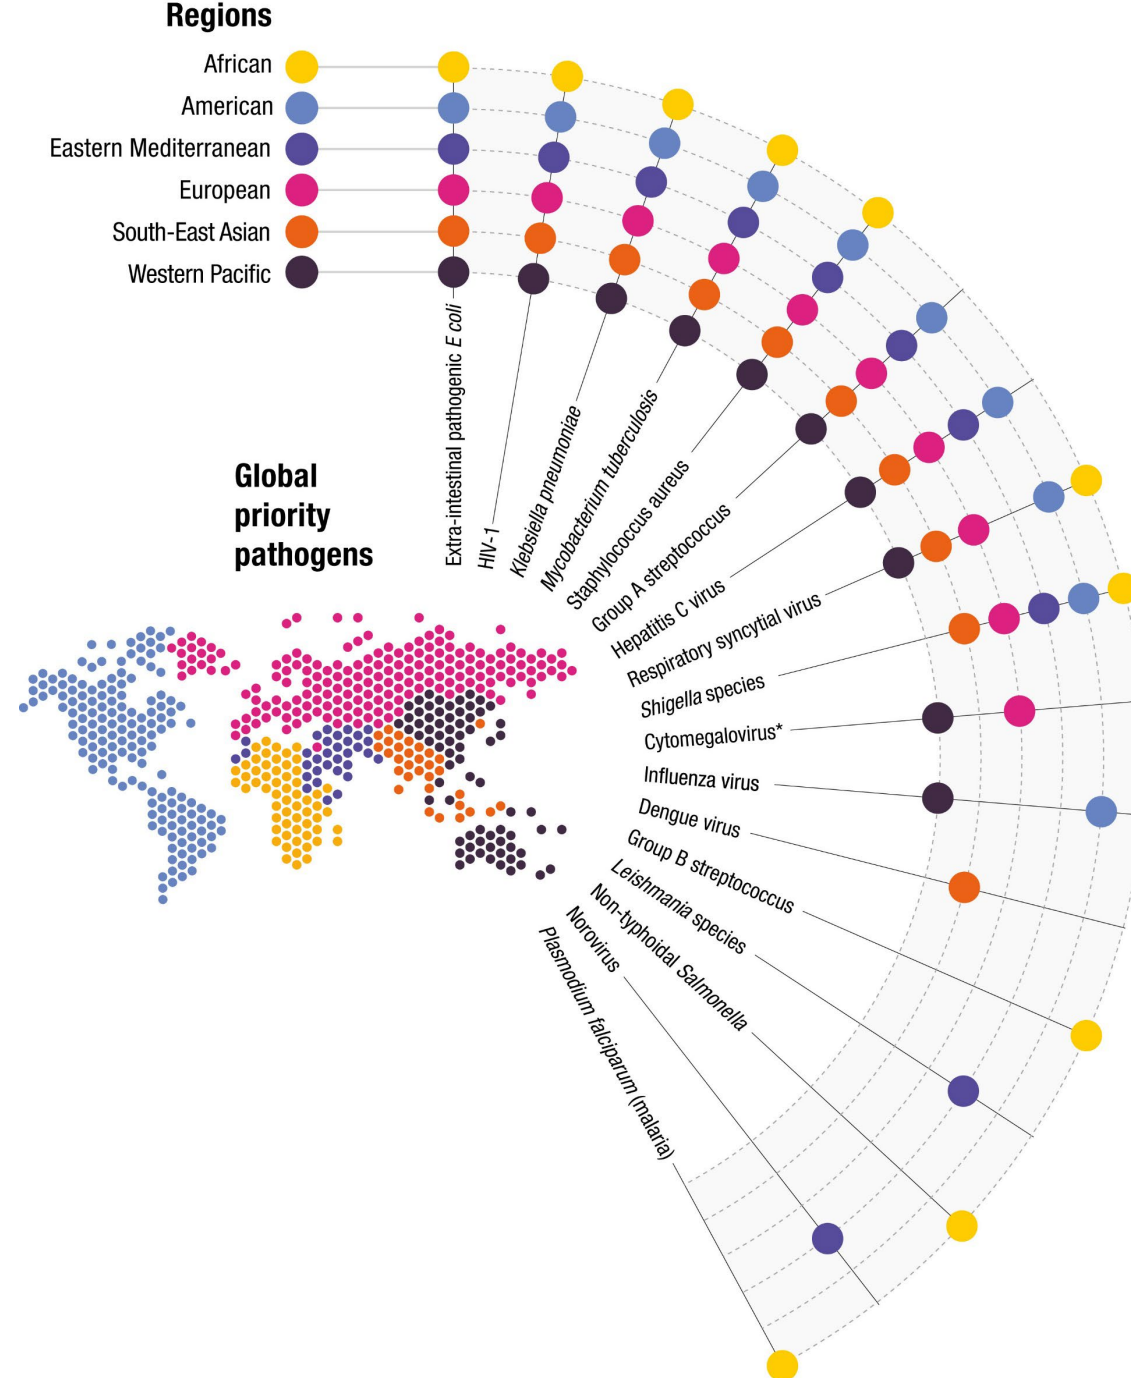 Regions
African
American
Eastern Mediterranean
European
South-East Asian
Western Pacific
Global
priority
pathogens
Extra-intestinal pathogenic E coli
HIV-1
Klebsiella pneumoniae
Mycobacterium tuberculosis
Staphylococcus aureus
Group A streptococcus
Hepatitis C virus
Respiratory syncytial virus
Shigella species
Cytomegalovirus*
Influenza virus
Dengue virus
Group B streptococcus
Leishmania species
Non-typhoidal Salmonella
Norovirus
Plasmodium falciparum (malaria)